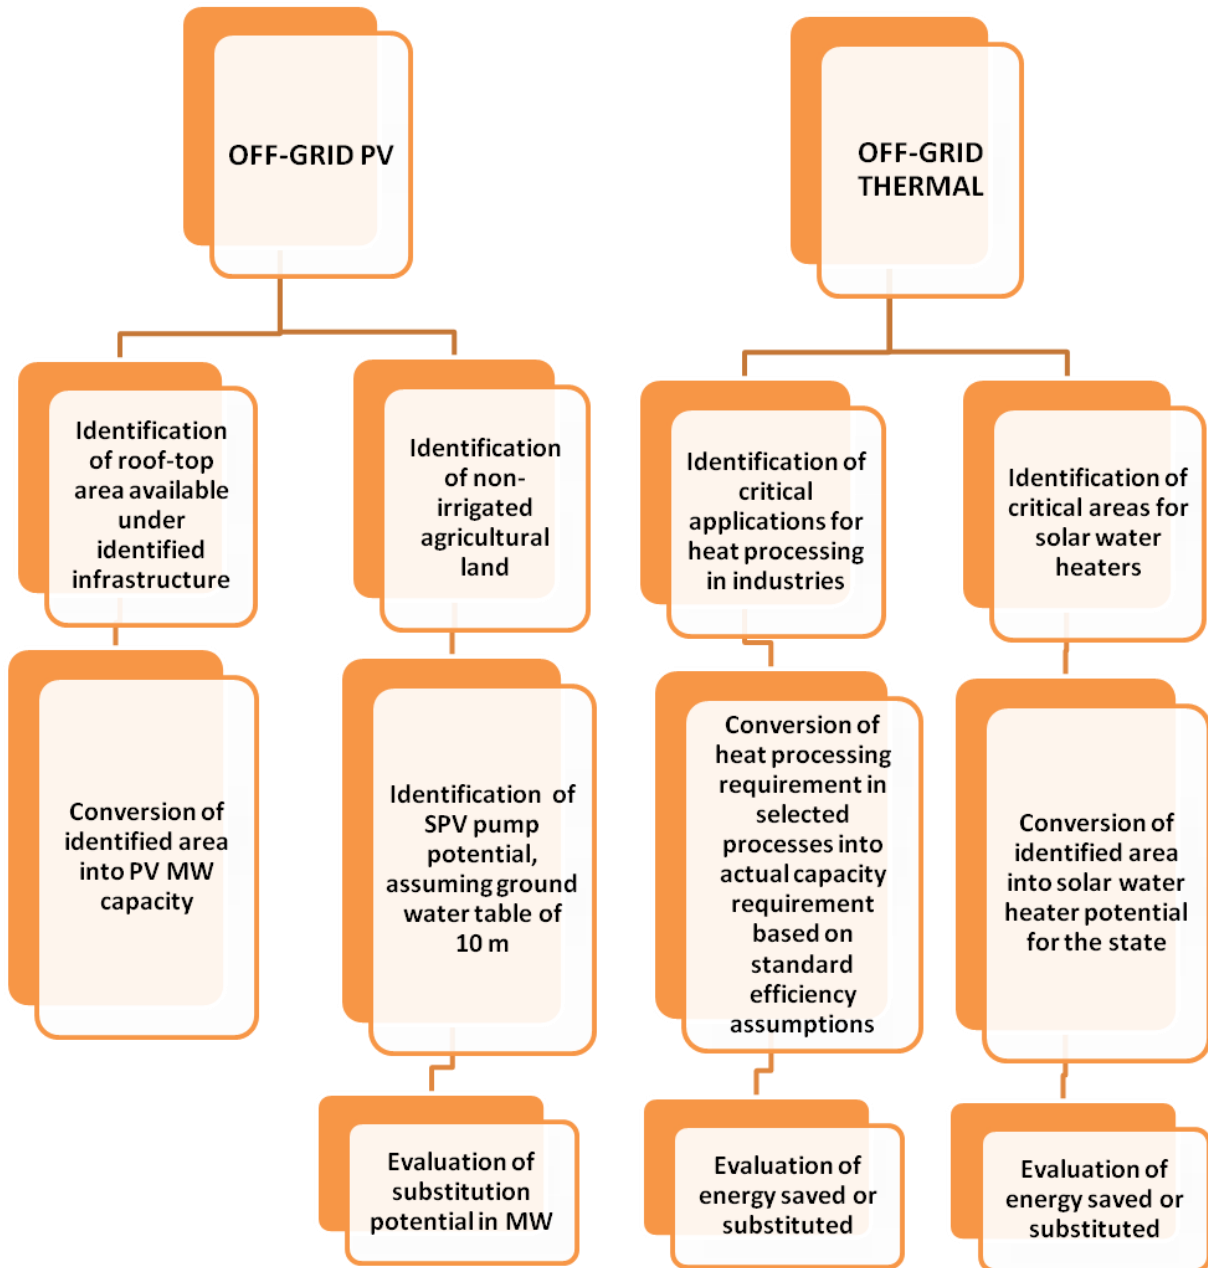 OFF-GRID PV
OFF-GRID
THERMAL
Identification
of roof-top
area available
under
identified
infrastructure
Identification
of non-
irrigated
agricultural
land
Identification of
critical
applications for
heat processing
in industries
Identification of
critical areas for
solar water
heaters
Conversion of
identified area
into PV MW
capacity
Identification of
SPV pump
potential,
assuming ground
water table of
10 m
Conversion of
heat processing
requirement in
selected
processes into
actual capacity
requirement
based on
standard
efficiency
assumptions
Conversion of
identified area
into solar water
heater potential
for the state
Evaluation of
substitution
potential in MW
Evaluation of
energy saved or
substituted
Evaluation of
energy saved or
substituted